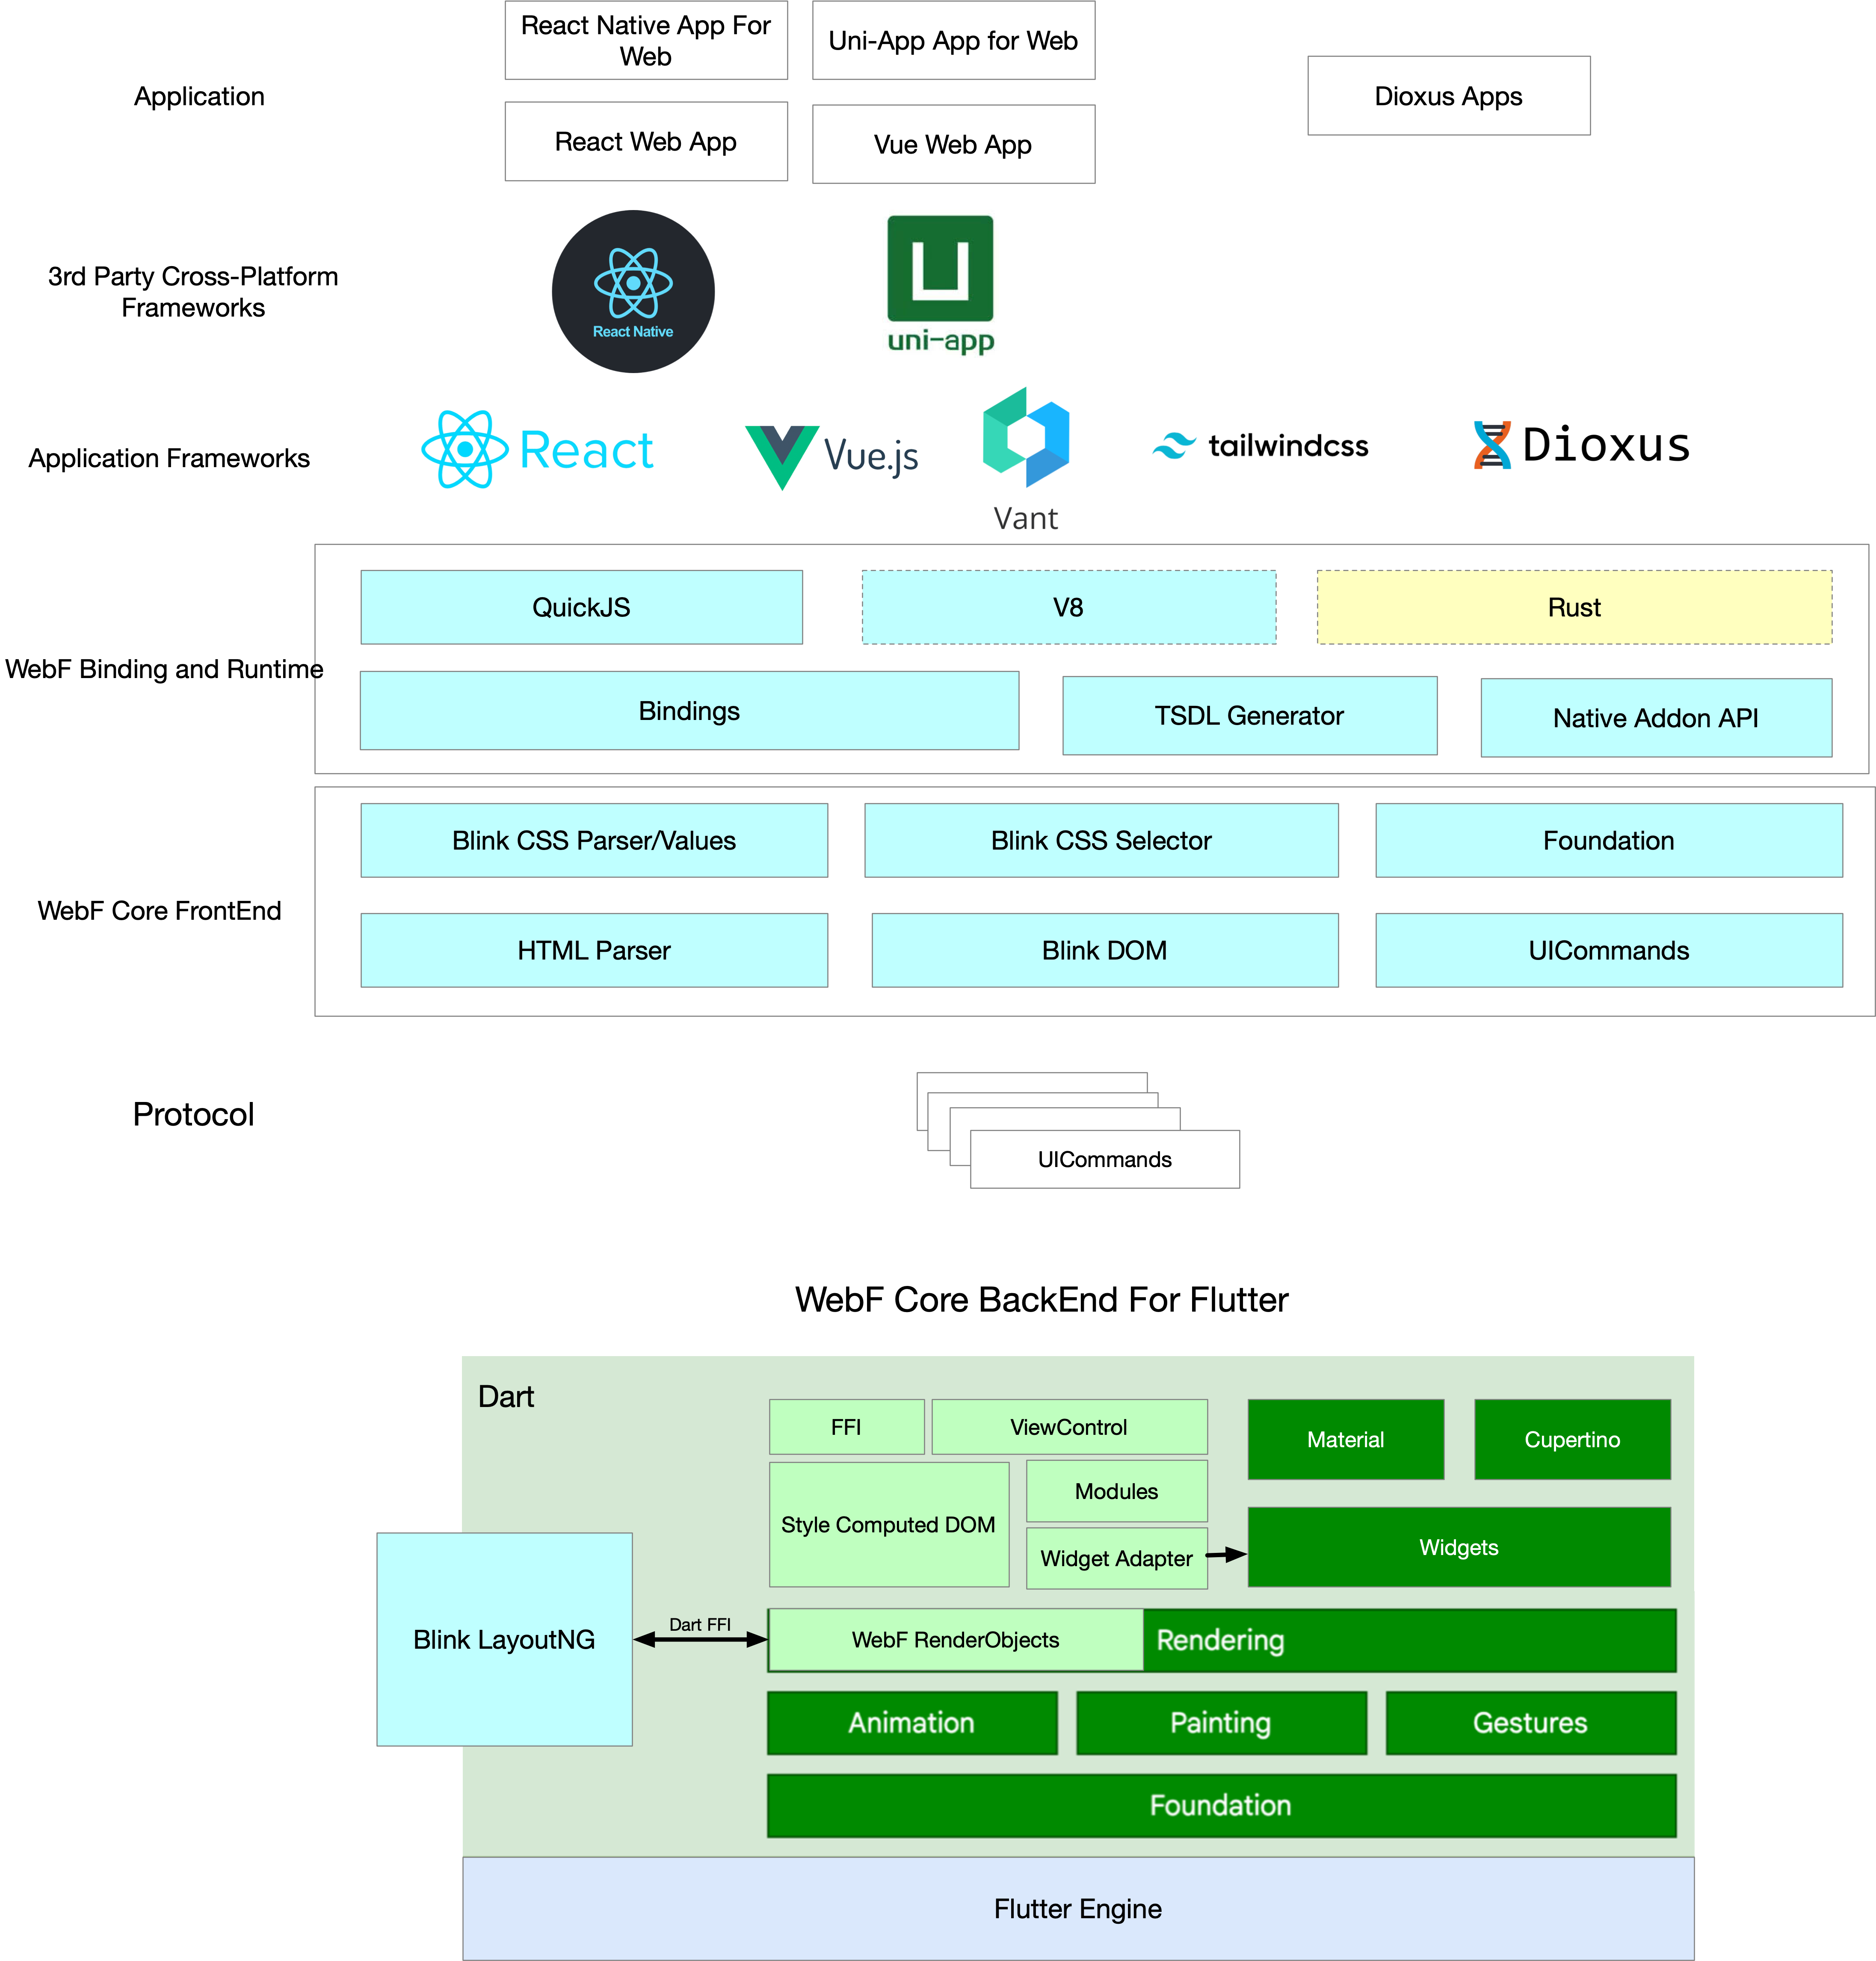 React Native App For
Web
Uni-App App for Web
Application
Dioxus Apps
React Web App
Vue Web App
3rd Party Cross-Platform
Frameworks
React Native
uni-app
Application Frameworks
React
Vue.js
Vant
tailwindcss
Dioxus
QuickJS
V8
Rust
WebF Binding and Runtime
Bindings
TSDL Generator
Native Addon API
Blink CSS Parser/Values
Blink CSS Selector
Foundation
WebF Core FrontEnd
HTML Parser
Blink DOM
UICommands
Protocol
UICommands
WebF Core BackEnd For Flutter
Dart
FFI
ViewControl
Material
Cupertino
Modules
Style Computed DOM
Widget Adapter
Widgets
Blink LayoutNG
Dart FFI
WebF RenderObjects
Rendering
Animation
Painting
Gestures
Foundation
Flutter Engine